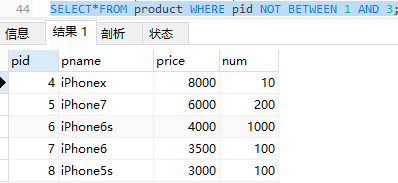 44 SELECT*FROM product WHERE pid NOT BETWEEN 1 AND 3;
信息 结果 1 剖析 状态
pid pname price num
4 iPhonex 8000 10
5 iPhone7 6000 200
6 iPhone6s 4000 1000
7 iPhone6 3500 100
8 iPhone5s 3000 100